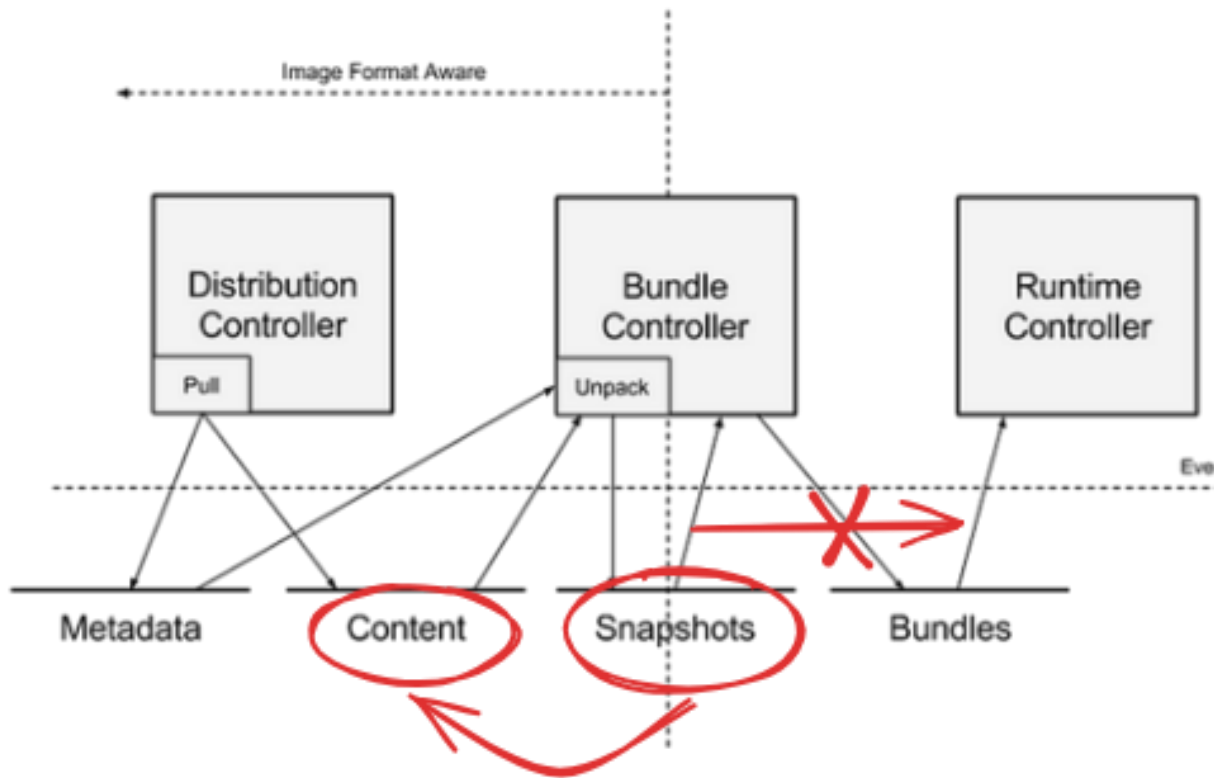 Image Format Aware
Distribution
Controller
Pull
Bundle
Controller
Unpack
Runtime
Controller
Eve
Metadata
Content
Snapshots
Bundles